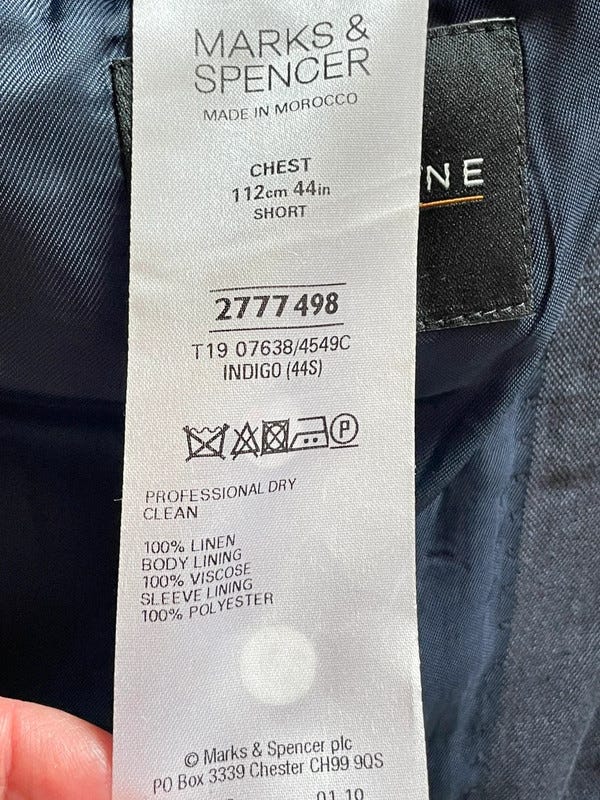 MARKS &
SPENCER
MADE IN MOROCCO
CHEST
112cm 44in
SHORT
2777498
T19 07638/4549C
INDIGO (44S)
P
PROFESSIONAL DRY
CLEAN
100% LINEN
BODY LINING
100% VISCOSE
SLEEVE LINING
100% POLYESTER
© Marks & Spencer plc
PO Box 3339 Chester CH99 9QS
01 10
NE